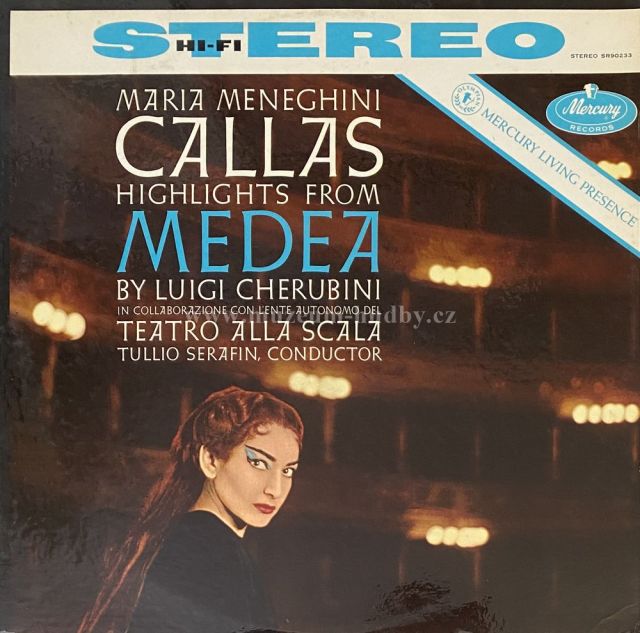 STEREO
HI-FI
STEREO SR90233
MARIA MENEGHINI
CALLAS
HIGHLIGHTS FROM
MEDEA
BY LUIGI CHERUBINI
IN COLLABORAZIONE CON L'ENTE AUTONOMO DEL
TEATRO ALLA SCALA
TULLIO SERAFIN, CONDUCTOR
OLYMPIAN
MERCURY LIVING PRESENCE
Mercury
RECORDS